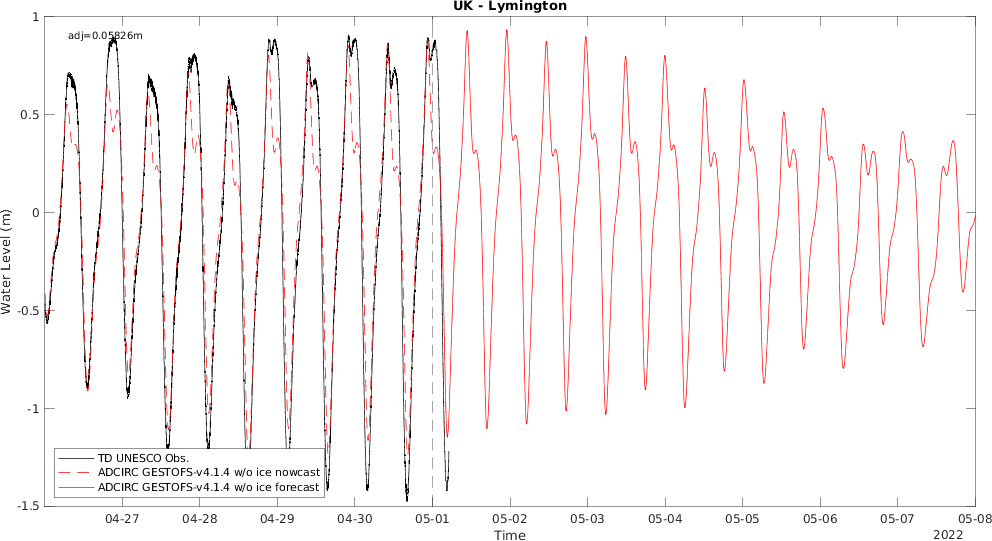 UK - Lymington
adj=0.05826m
1
0.5
0
-0.5
-1
-1.5
Water Level (m)
TD UNESCO Obs.
ADCIRC GESTOFS-v4.1.4 w/o ice nowcast
ADCIRC GESTOFS-v4.1.4 w/o ice forecast
04-27 04-28 04-29 04-30 05-01 05-02 05-03 05-04 05-05 05-06 05-07 05-08
Time
2022